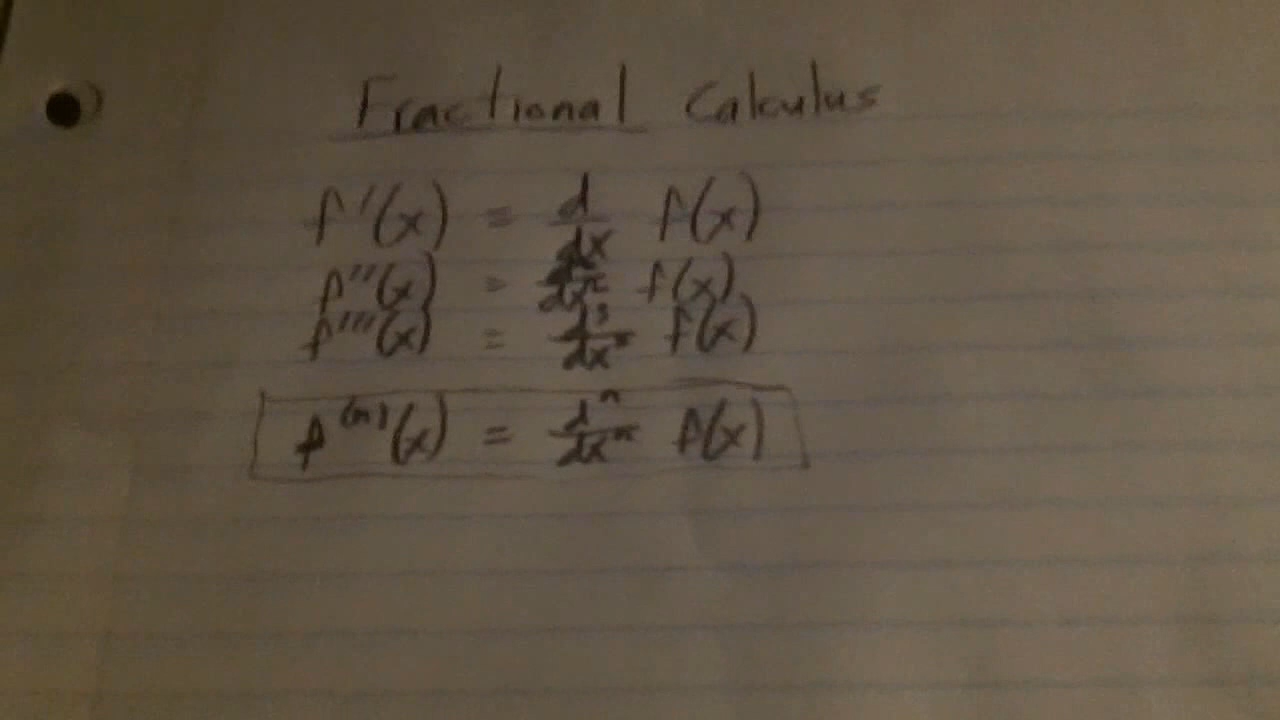 Fractional Calculus
f'(x) = d/dx f(x)
f''(x) = d²/dx² f(x)
f'''(x) = d³/dx³ f(x)
f⁽ⁿ⁾(x) = dⁿ/dxⁿ f(x)